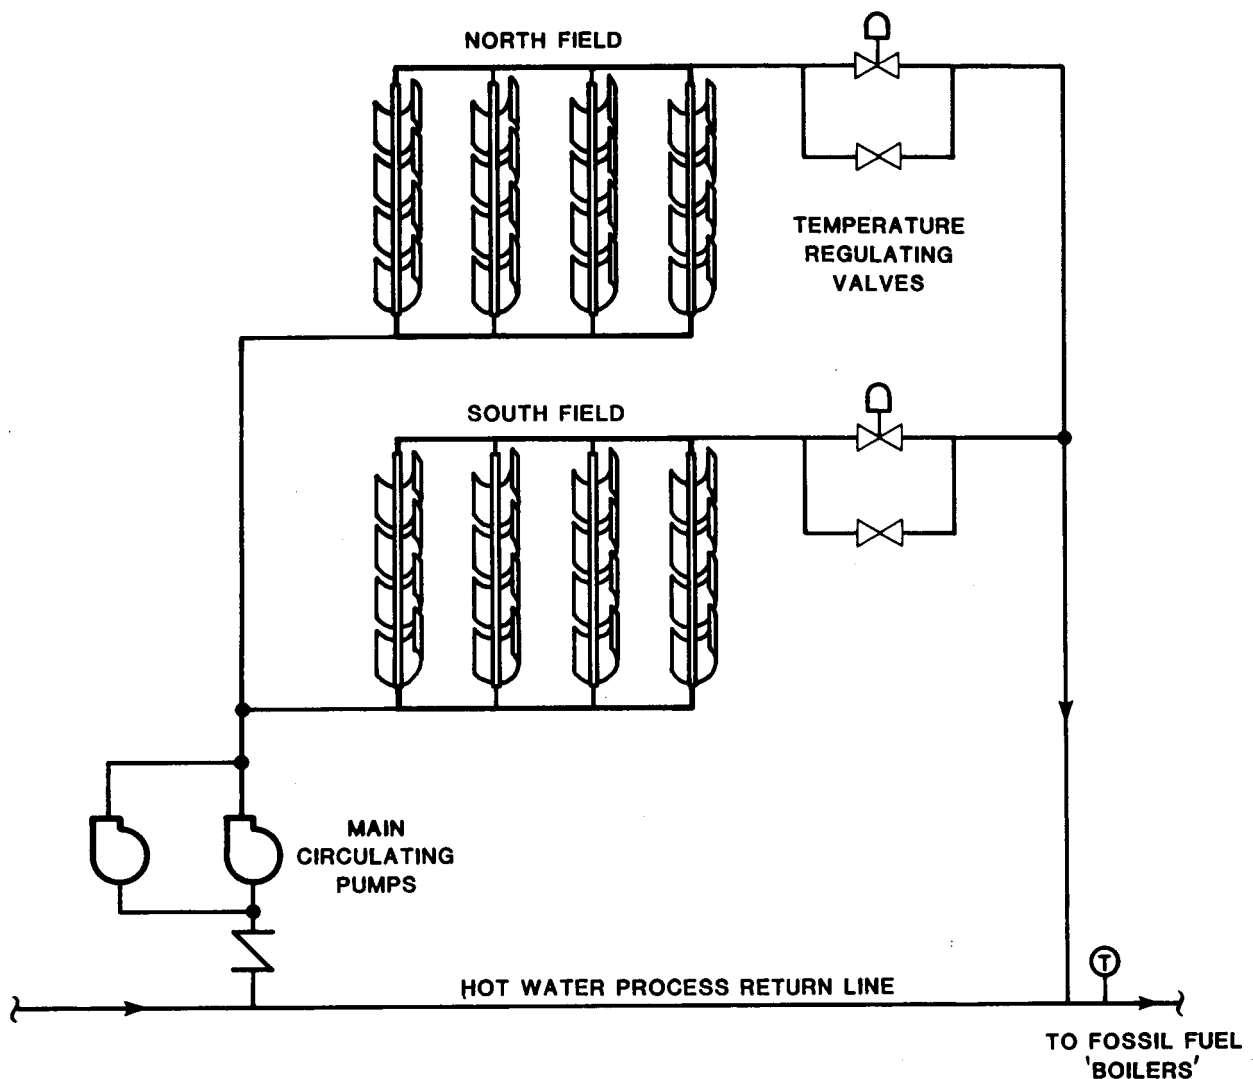 NORTH FIELD
TEMPERATURE
REGULATING
VALVES
SOUTH FIELD
MAIN
CIRCULATING
PUMPS
HOT WATER PROCESS RETURN LINE
T
TO FOSSIL FUEL
'BOILERS'